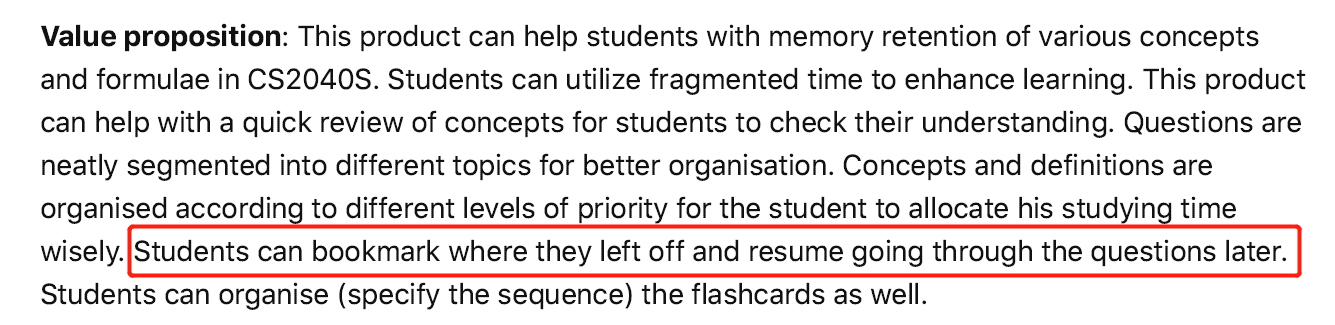 Value proposition: This product can help students with memory retention of various concepts
and formulae in CS2040S. Students can utilize fragmented time to enhance learning. This product
can help with a quick review of concepts for students to check their understanding. Questions are
neatly segmented into different topics for better organisation. Concepts and definitions are
organised according to different levels of priority for the student to allocate his studying time
wisely. Students can bookmark where they left off and resume going through the questions later.
Students can organise (specify the sequence) the flashcards as well.